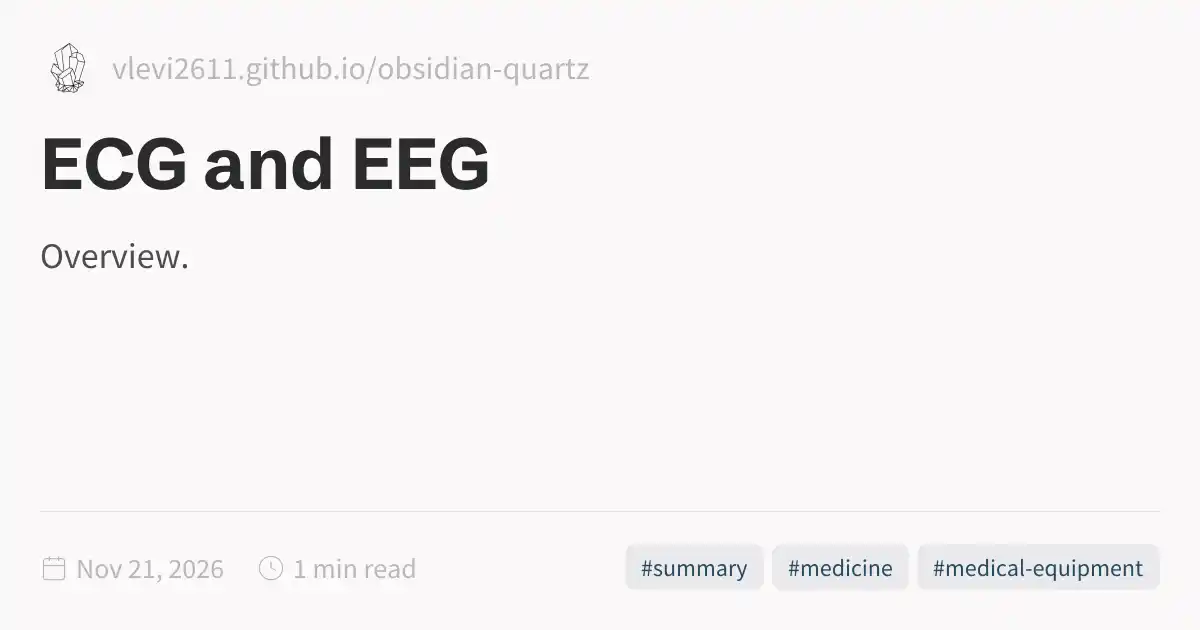 vlevi2611.github.io/obsidian-quartz
ECG and EEG
Overview.
Nov 21, 2026 1 min read #summary #medicine #medical-equipment